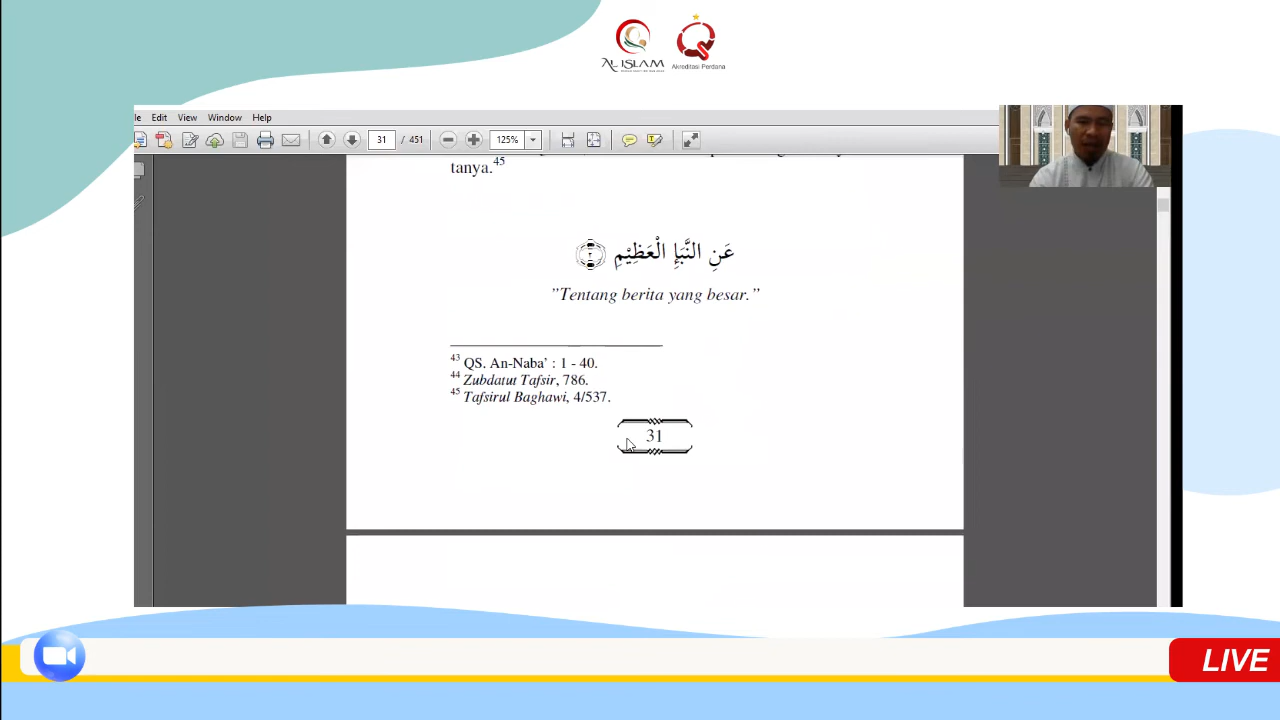 AL ISLAM
Akreditasi Perdana
le Edit View Window Help
31 / 451 125%
tanya.45
عَنِ النَّبَإِ الْعَظِيْمِ ٢
”Tentang berita yang besar.”
43 QS. An-Naba’ : 1 - 40.
44 Zubdatut Tafsir, 786.
45 Tafsirul Baghawi, 4/537.
31
LIVE